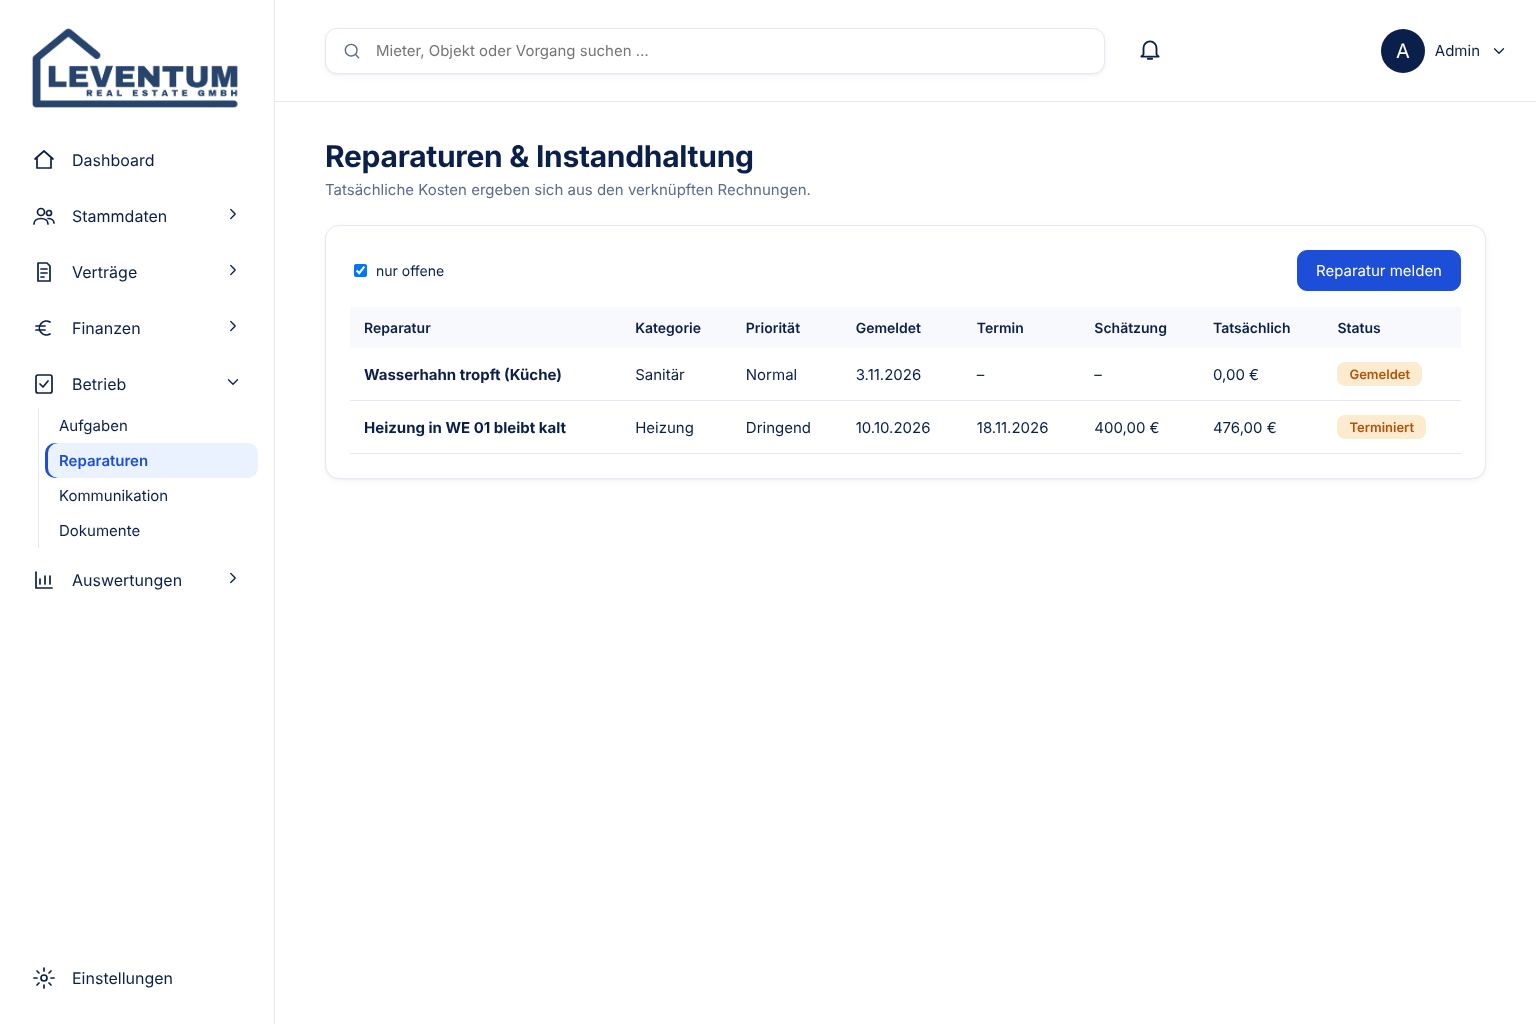 LEVENTUM
REAL ESTATE GMBH
Mieter, Objekt oder Vorgang suchen ...
A
Admin
Dashboard
Stammdaten
Verträge
Finanzen
Betrieb
Aufgaben
Reparaturen
Kommunikation
Dokumente
Auswertungen
Einstellungen
Reparaturen & Instandhaltung
Tatsächliche Kosten ergeben sich aus den verknüpften Rechnungen.
nur offene
Reparatur melden
Reparatur Kategorie Priorität Gemeldet Termin Schätzung Tatsächlich Status
Wasserhahn tropft (Küche) Sanitär Normal 3.11.2026 – – 0,00 € Gemeldet
Heizung in WE 01 bleibt kalt Heizung Dringend 10.10.2026 18.11.2026 400,00 € 476,00 € Terminiert